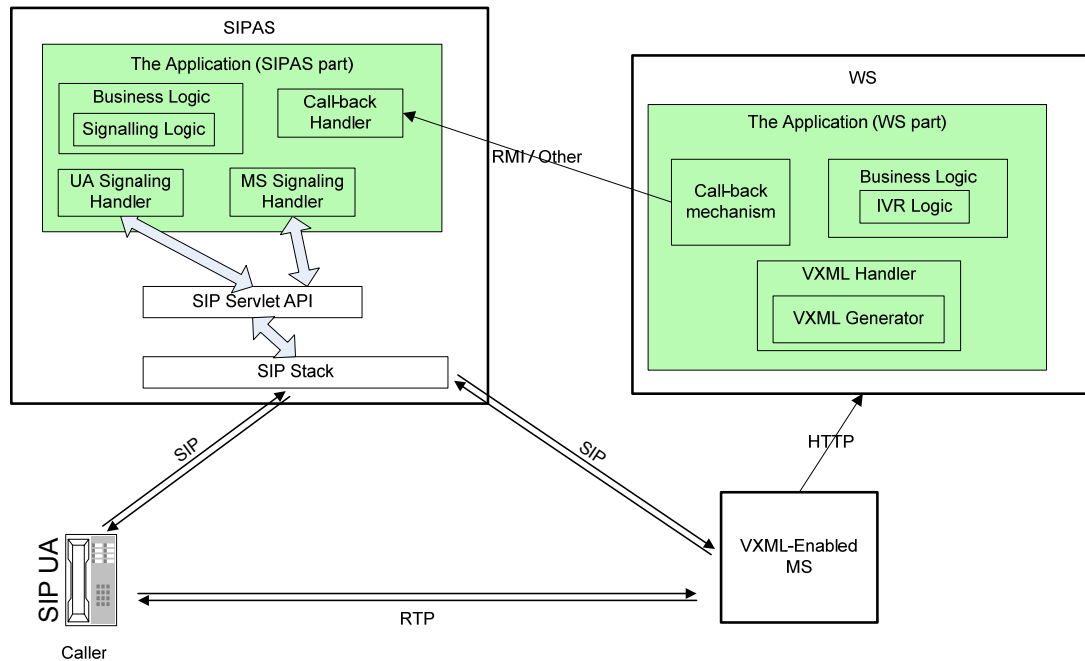 SIPAS
The Application (SIPAS part)
Business Logic
Signalling Logic
Call-back
Handler
UA Signaling
Handler
MS Signaling
Handler
SIP Servlet API
SIP Stack
RMI / Other
WS
The Application (WS part)
Call-back
mechanism
Business Logic
IVR Logic
VXML Handler
VXML Generator
SIP
SIP
HTTP
VXML-Enabled
MS
SIP UA
RTP
Caller